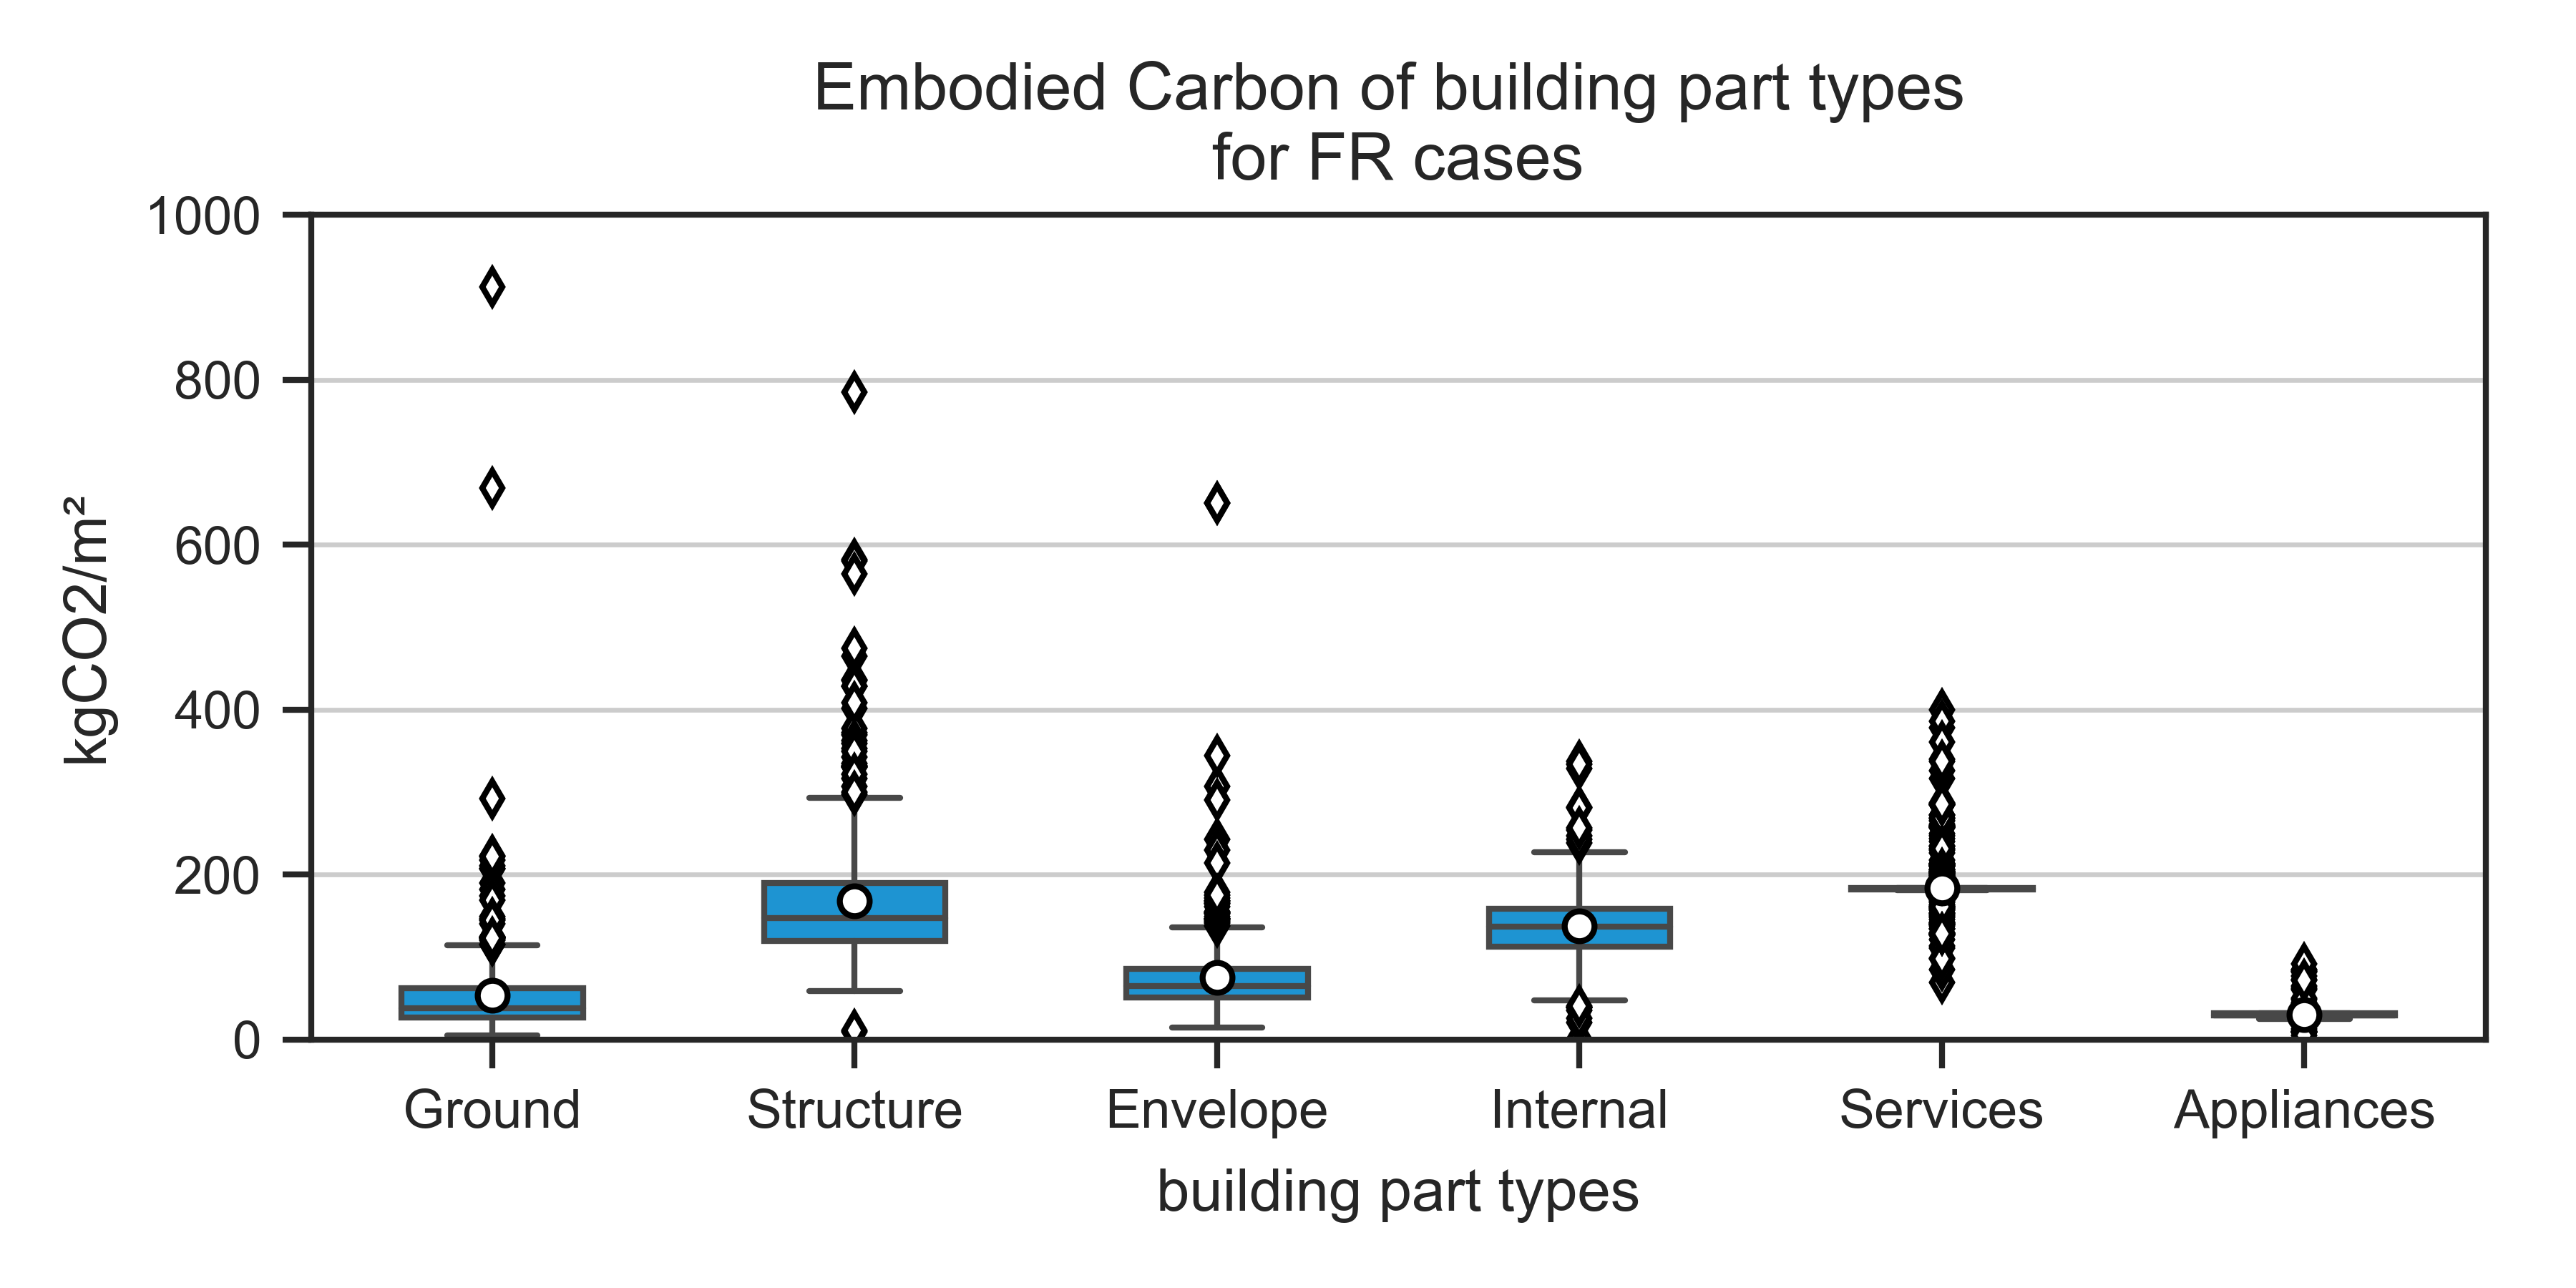 Embodied Carbon of building part types
for FR cases
kgCO2/m²
1000
800
600
400
200
0
Ground
Structure
Envelope
Internal
Services
Appliances
building part types